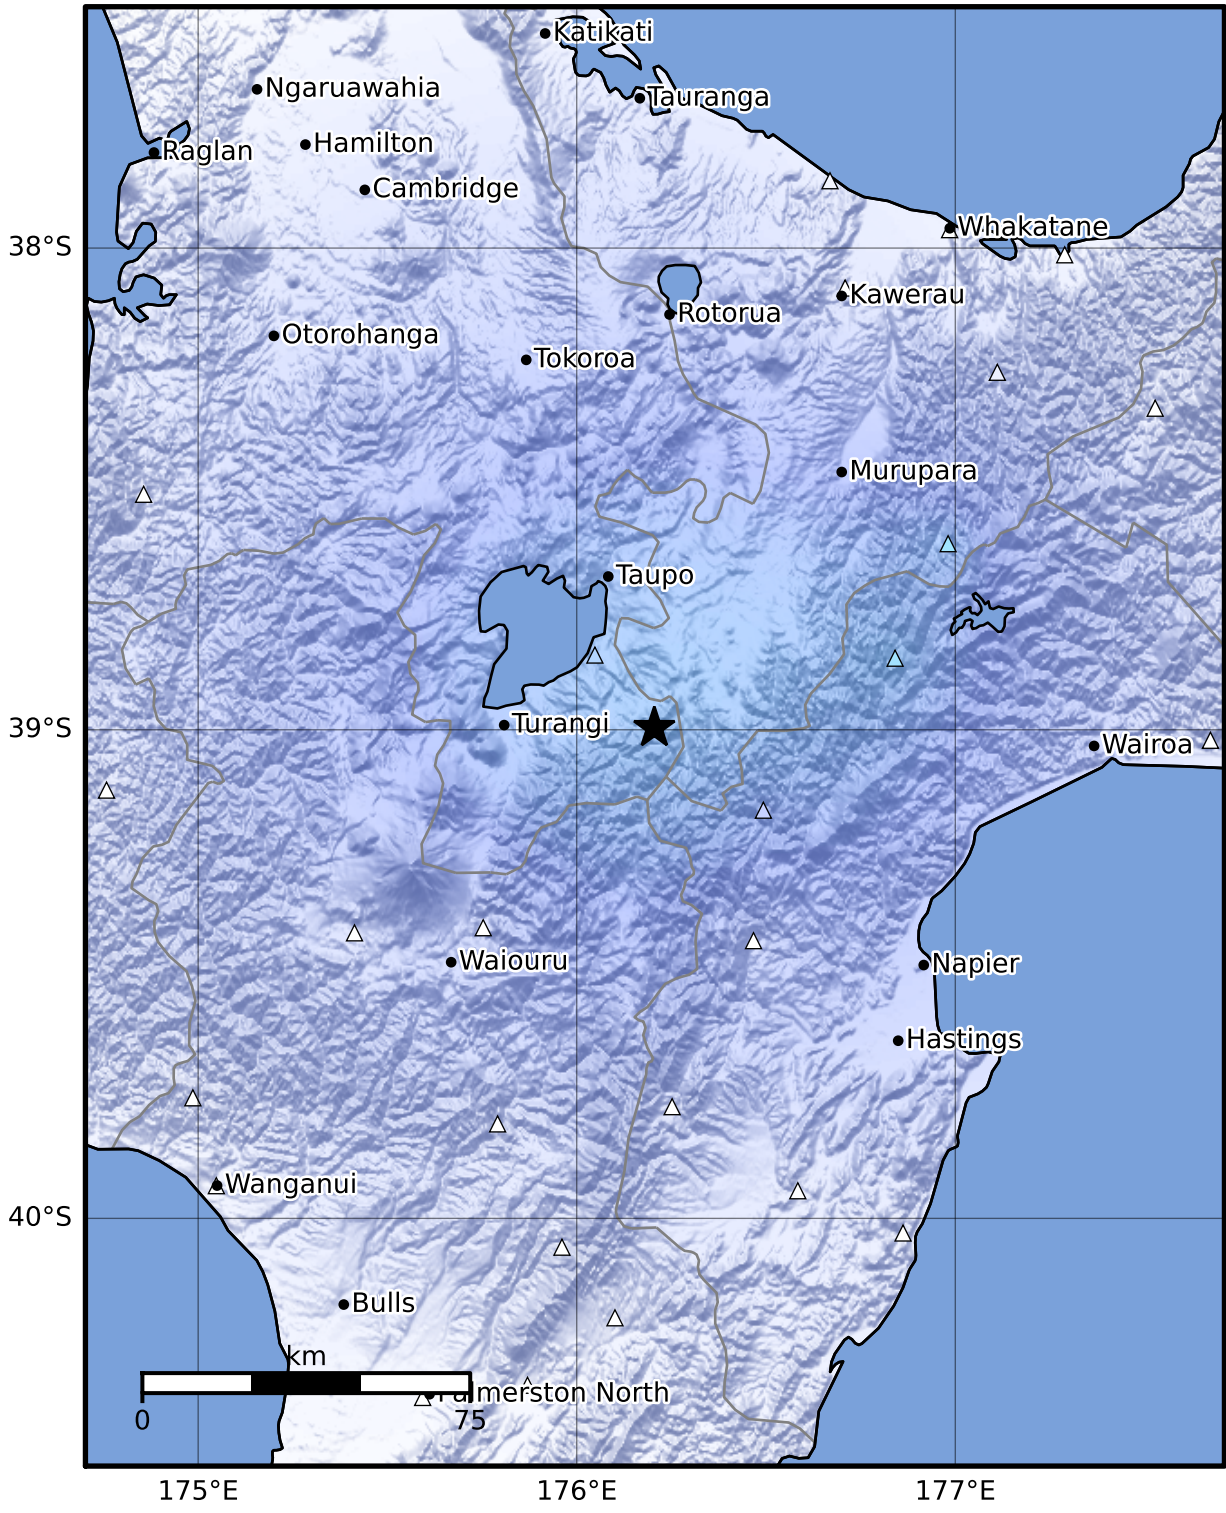 Katikati
Ngaruawahia
Tauranga
Hamilton
Raglan
Cambridge
Whakatane
38°S
Kawerau
Rotorua
Otorohanga
Tokoroa
Murupara
Taupo
Turangi
39°S
Wairoa
Waiouru
Napier
Hastings
Wanganui
40°S
Bulls
km
Palmerston North
0
75
175°E
176°E
177°E